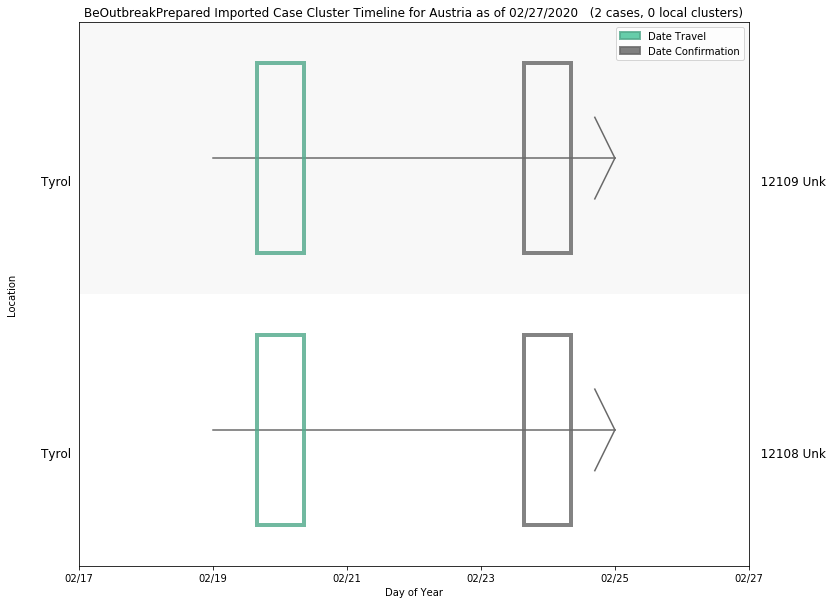 BeOutbreakPrepared Imported Case Cluster Timeline for Austria as of 02/27/2020 (2 cases, 0 local clusters)
Date Travel
Date Confirmation
Tyrol
12109 Unk
Location
Tyrol
12108 Unk
02/17 02/19 02/21 02/23 02/25 02/27
Day of Year